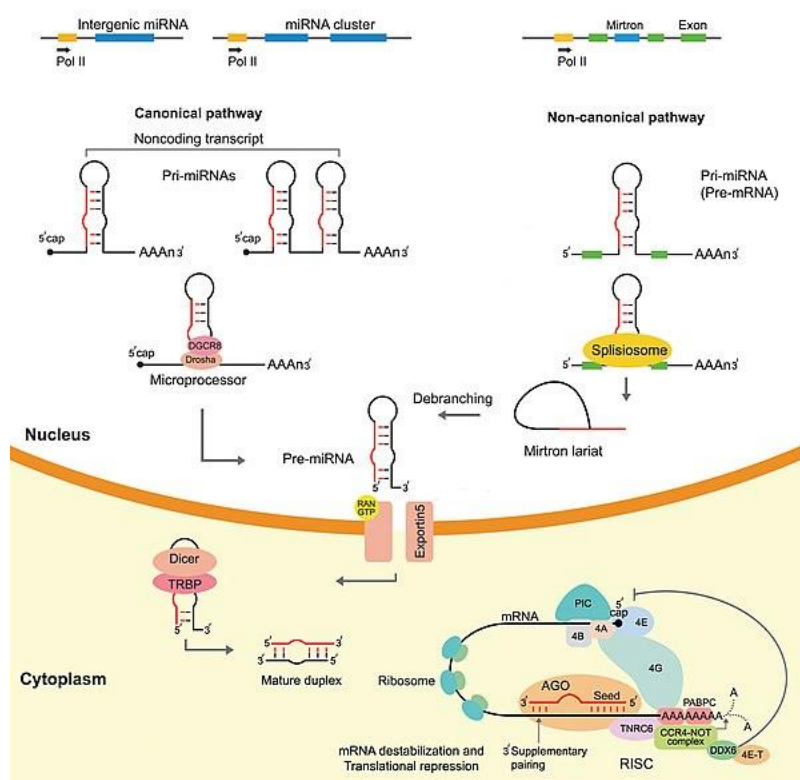 Intergenic miRNA
miRNA cluster
Mirtron
Exon
Pol II
Pol II
Pol II
Canonical pathway
Non-canonical pathway
Noncoding transcript
Pri-miRNAs
Pri-miRNA
(Pre-mRNA)
5′cap
AAAn3′
5′cap
AAAn3′
5′
AAAn3′
DGCR8
Drosha
5′cap
AAAn3′
Microprocessor
Splisiosome
5′
AAAn3′
Debranching
Mirtron lariat
Nucleus
Pre-miRNA
5′
3′
RAN
GTP
Exportin5
Dicer
TRBP
5′
3′
5′
3′
3′
5′
Mature duplex
Cytoplasm
PIC
5′
cap
mRNA
4B
4A
4E
4G
Ribosome
AGO
Seed
3′
5′
PABPC
A
AAAAAAAA
A
TNRC6
CCR4-NOT
complex
DDX6
4E-T
mRNA destabilization and
Translational repression
3′Supplementary
pairing
RISC